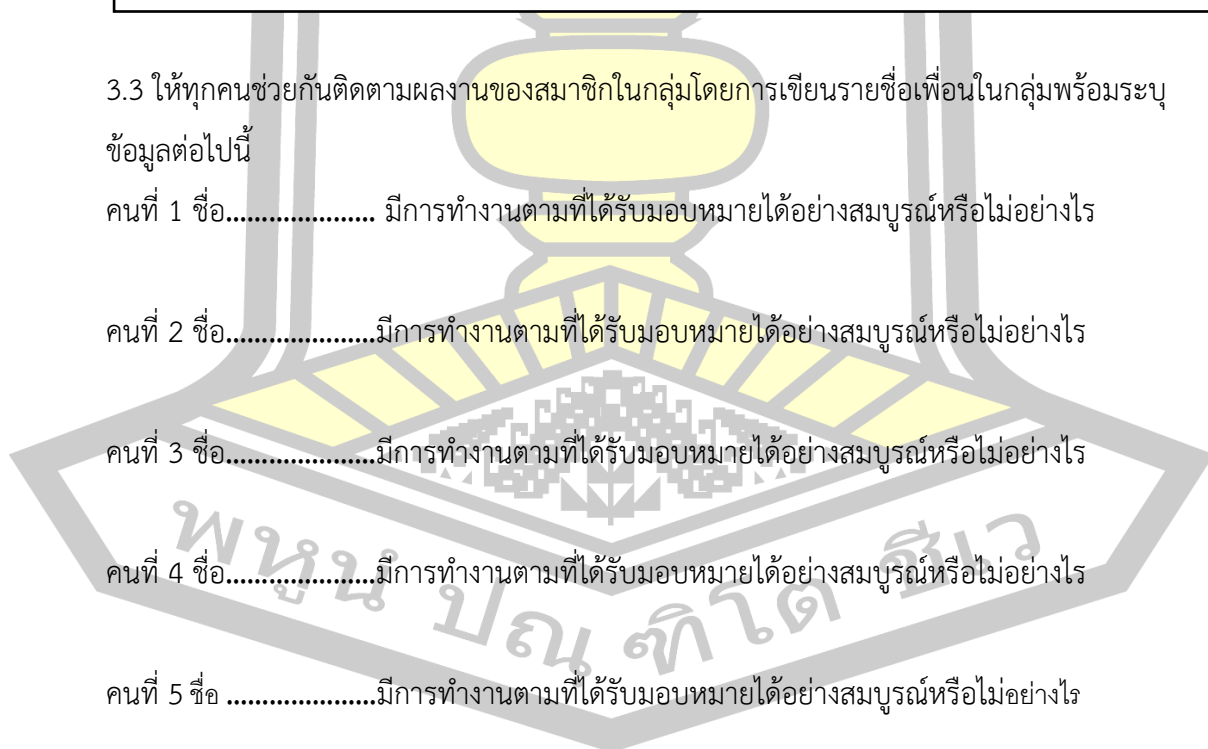 3.3 ให้ทุกคนช่วยกันติดตามผลงานของสมาชิกในกลุ่มโดยการเขียนรายชื่อเพื่อนในกลุ่มพร้อมระบุ
ข้อมูลต่อไปนี้
คนที่ 1 ชื่อ..................... มีการทำงานตามที่ได้รับมอบหมายได้อย่างสมบูรณ์หรือไม่อย่างไร
คนที่ 2 ชื่อ.....................มีการทำงานตามที่ได้รับมอบหมายได้อย่างสมบูรณ์หรือไม่อย่างไร
คนที่ 3 ชื่อ.....................มีการทำงานตามที่ได้รับมอบหมายได้อย่างสมบูรณ์หรือไม่อย่างไร
คนที่ 4 ชื่อ.....................มีการทำงานตามที่ได้รับมอบหมายได้อย่างสมบูรณ์หรือไม่อย่างไร
คนที่ 5 ชื่อ .....................มีการทำงานตามที่ได้รับมอบหมายได้อย่างสมบูรณ์หรือไม่อย่างไร
พหูนํ ปณฺฑิโต ชีเว